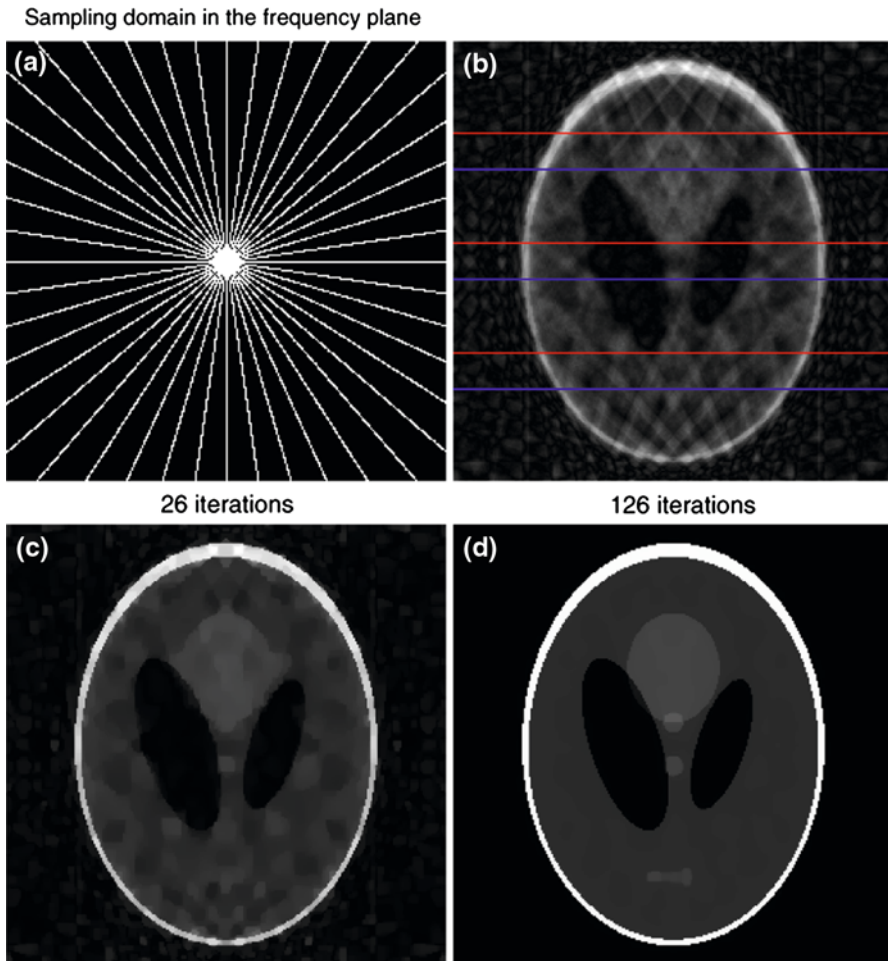 Sampling domain in the frequency plane
(a)
(b)
26 iterations
126 iterations
(c)
(d)